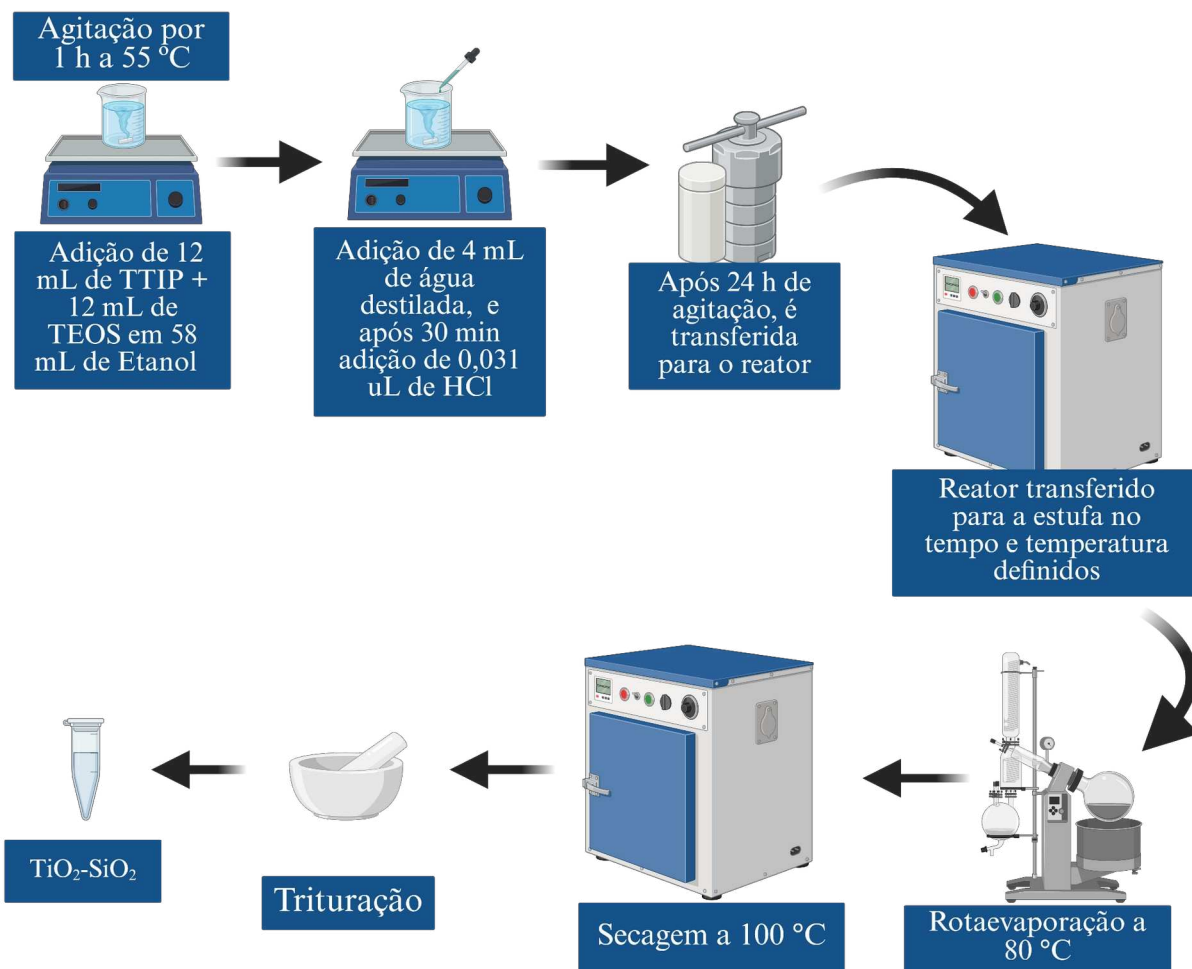 Agitação por
1 h a 55 ºC
Adição de 12
mL de TTIP +
12 mL de
TEOS em 58
mL de Etanol
Adição de 4 mL
de água
destilada, e
após 30 min
adição de 0,031
uL de HCl
Após 24 h de
agitação, é
transferida
para o reator
Reator transferido
para a estufa no
tempo e temperatura
definidos
Rotaevaporação a
80 °C
Secagem a 100 °C
Trituração
TiO₂-SiO₂